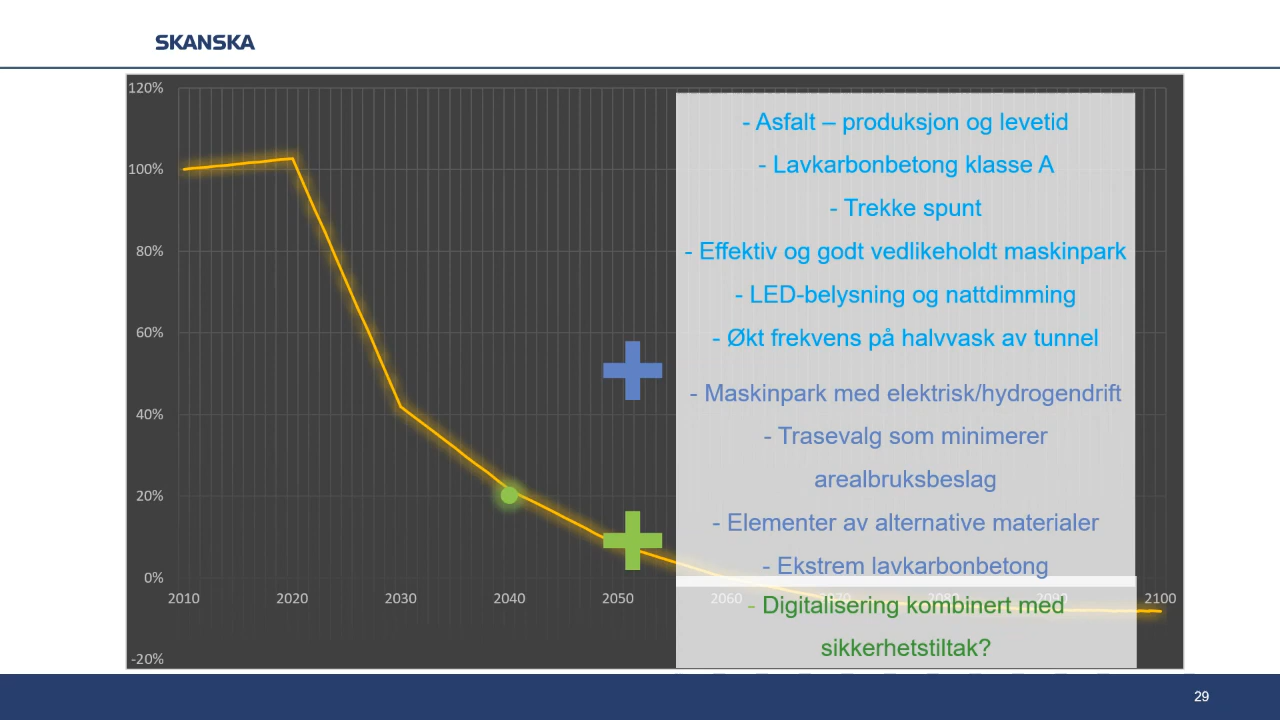 SKANSKA
120%
100%
80%
60%
40%
20%
0%
-20%
2010 2020 2030 2040 2050 2060 2070 2080 2090 2100
- Asfalt – produksjon og levetid
- Lavkarbonbetong klasse A
- Trekke spunt
- Effektiv og godt vedlikeholdt maskinpark
- LED-belysning og nattdimming
- Økt frekvens på halvvask av tunnel
- Maskinpark med elektrisk/hydrogendrift
- Trasevalg som minimerer
arealbruksbeslag
- Elementer av alternative materialer
- Ekstrem lavkarbonbetong
- Digitalisering kombinert med
sikkerhetstiltak?
29